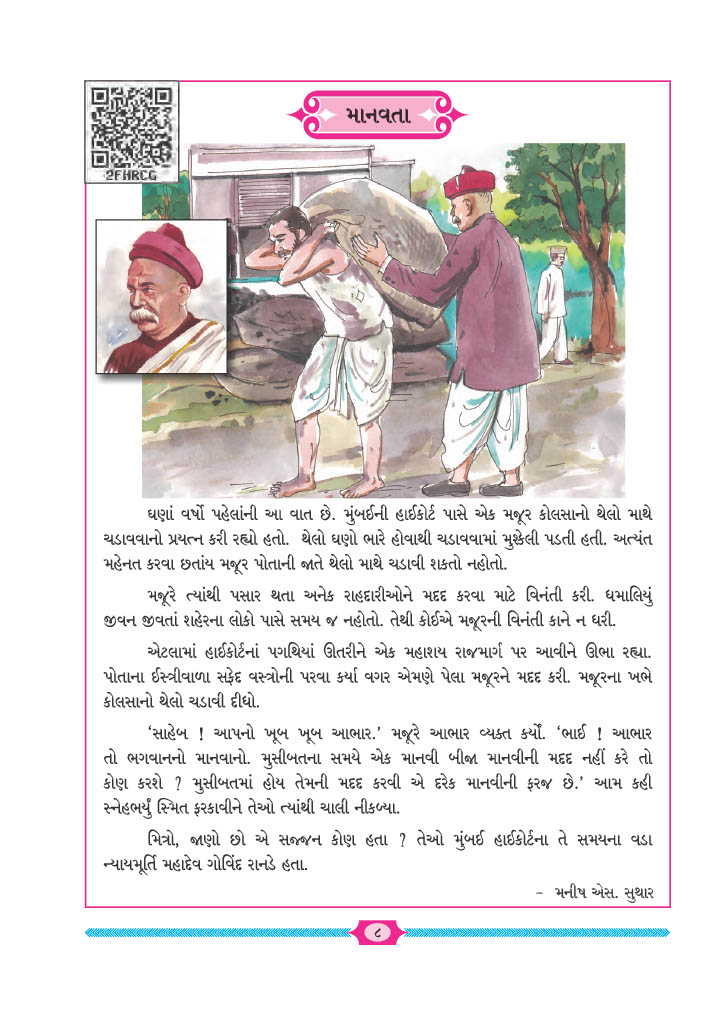 2FHRCG
માનવતા
ઘણાં વર્ષો પહેલાંની આ વાત છે. મુંબઈની હાઈકોર્ટ પાસે એક મજૂર કોલસાનો થેલો માથે
ચડાવવાનો પ્રયત્ન કરી રહ્યો હતો. થેલો ઘણો ભારે હોવાથી ચડાવવામાં મુશ્કેલી પડતી હતી. અત્યંત
મહેનત કરવા છતાંય મજૂર પોતાની જાતે થેલો માથે ચડાવી શકતો નહોતો.
મજૂરે ત્યાંથી પસાર થતા અનેક રાહદારીઓને મદદ કરવા માટે વિનંતી કરી. ધમાલિયું
જીવન જીવતાં શહેરના લોકો પાસે સમય જ નહોતો. તેથી કોઈએ મજૂરની વિનંતી કાને ન ધરી.
એટલામાં હાઈકોર્ટનાં પગથિયાં ઊતરીને એક મહાશય રાજમાર્ગ પર આવીને ઊભા રહ્યા.
પોતાના ઈસ્ત્રીવાળા સફેદ વસ્ત્રોની પરવા કર્યા વગર એમણે પેલા મજૂરને મદદ કરી. મજૂરના ખભે
કોલસાનો થેલો ચડાવી દીધો.
‘સાહેબ ! આપનો ખૂબ ખૂબ આભાર.’ મજૂરે આભાર વ્યક્ત કર્યો. ‘ભાઈ ! આભાર
તો ભગવાનનો માનવાનો. મુસીબતના સમયે એક માનવી બીજા માનવીની મદદ નહીં કરે તો
કોણ કરશે ? મુસીબતમાં હોય તેમની મદદ કરવી એ દરેક માનવીની ફરજ છે.’ આમ કહી
સ્નેહભર્યું સ્મિત ફરકાવીને તેઓ ત્યાંથી ચાલી નીકળ્યા.
મિત્રો, જાણો છો એ સજ્જન કોણ હતા ? તેઓ મુંબઈ હાઈકોર્ટના તે સમયના વડા
ન્યાયમૂર્તિ મહાદેવ ગોવિંદ રાનડે હતા.
– મનીષ એસ. સુથાર
૮